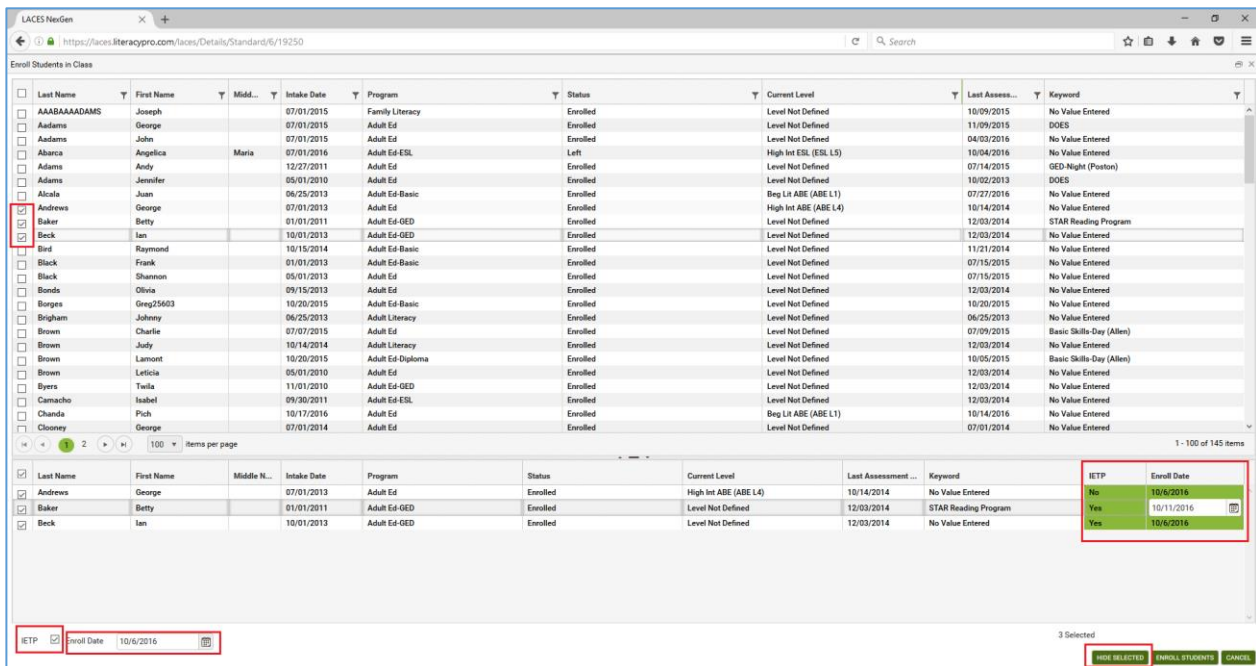 LACES NexGen
https://laces.literacypro.com/laces/Details/Standard/6/19250 Search
Enroll Students in Class
Last Name First Name Midd... Intake Date Program Status Current Level Last Assess... Keyword
AAABAAAADAMS Joseph 07/01/2015 Family Literacy Enrolled Level Not Defined 10/09/2015 No Value Entered
Aadams George 07/01/2015 Adult Ed Enrolled Level Not Defined 11/09/2015 DOES
Aadams John 07/01/2015 Adult Ed Enrolled Level Not Defined 04/03/2016 No Value Entered
Abarca Angelica Maria 07/01/2016 Adult Ed-ESL Left High Int ESL (ESL L5) 10/04/2016 No Value Entered
Adams Andy 12/27/2011 Adult Ed Enrolled Level Not Defined 07/14/2015 GED-Night (Poston)
Adams Jennifer 05/01/2010 Adult Ed Enrolled Level Not Defined 10/02/2013 DOES
Alcala Juan 06/25/2013 Adult Ed-Basic Enrolled Beg Lit ABE (ABE L1) 07/27/2016 No Value Entered
Andrews George 07/01/2013 Adult Ed Enrolled High Int ABE (ABE L4) 10/14/2014 No Value Entered
Baker Betty 01/01/2011 Adult Ed-GED Enrolled Level Not Defined 12/03/2014 STAR Reading Program
Beck Ian 10/01/2013 Adult Ed-GED Enrolled Level Not Defined 12/03/2014 No Value Entered
Bird Raymond 10/15/2014 Adult Ed-Basic Enrolled Level Not Defined 11/21/2014 No Value Entered
Black Frank 01/01/2013 Adult Ed-Basic Enrolled Level Not Defined 07/15/2015 No Value Entered
Black Shannon 05/01/2013 Adult Ed Enrolled Level Not Defined 07/15/2015 No Value Entered
Bonds Olivia 09/15/2013 Adult Ed Enrolled Level Not Defined 12/03/2014 No Value Entered
Borges Greg25603 10/20/2015 Adult Ed-Basic Enrolled Level Not Defined 10/20/2015 No Value Entered
Brigham Johnny 06/25/2013 Adult Literacy Enrolled Level Not Defined 06/25/2013 No Value Entered
Brown Charlie 07/07/2015 Adult Ed Enrolled Level Not Defined 07/09/2015 Basic Skills-Day (Allen)
Brown Judy 10/14/2014 Adult Literacy Enrolled Level Not Defined 12/03/2014 No Value Entered
Brown Lamont 10/20/2015 Adult Ed-Diploma Enrolled Level Not Defined 10/05/2015 Basic Skills-Day (Allen)
Brown Leticia 05/01/2010 Adult Ed Enrolled Level Not Defined 12/03/2014 No Value Entered
Byers Twila 11/01/2010 Adult Ed-GED Enrolled Level Not Defined 12/03/2014 No Value Entered
Camacho Isabel 09/30/2011 Adult Ed-ESL Enrolled Level Not Defined 12/03/2014 No Value Entered
Chanda Pich 10/17/2016 Adult Ed Enrolled Beg Lit ABE (ABE L1) 10/14/2016 No Value Entered
Clooney George 07/01/2014 Adult Ed Enrolled Level Not Defined 07/01/2014 No Value Entered
1 2 100 items per page 1 - 100 of 145 items
Last Name First Name Middle N... Intake Date Program Status Current Level Last Assessment ... Keyword IETP Enroll Date
Andrews George 07/01/2013 Adult Ed Enrolled High Int ABE (ABE L4) 10/14/2014 No Value Entered No 10/6/2016
Baker Betty 01/01/2011 Adult Ed-GED Enrolled Level Not Defined 12/03/2014 STAR Reading Program Yes 10/11/2016
Beck Ian 10/01/2013 Adult Ed-GED Enrolled Level Not Defined 12/03/2014 No Value Entered Yes 10/6/2016
IETP Enroll Date 10/6/2016 3 Selected
HIDE SELECTED ENROLL STUDENTS CANCEL